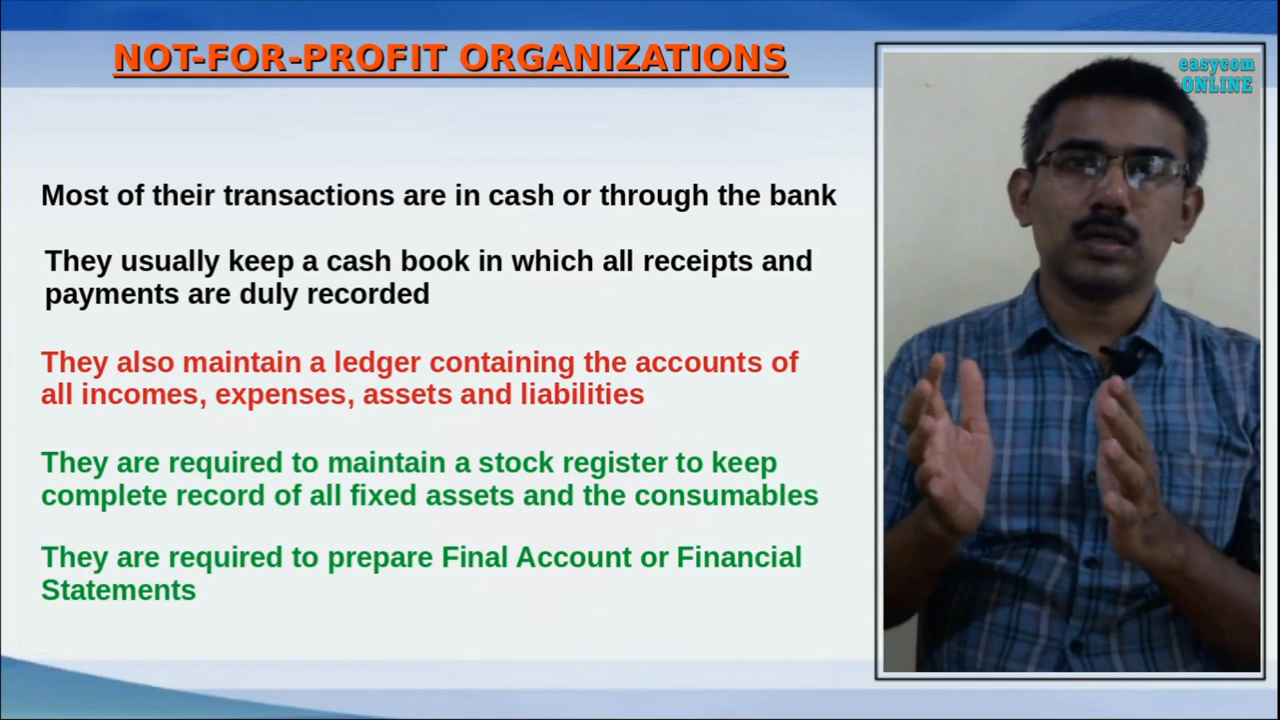 NOT-FOR-PROFIT ORGANIZATIONS
easycom
ONLINE
Most of their transactions are in cash or through the bank
They usually keep a cash book in which all receipts and
payments are duly recorded
They also maintain a ledger containing the accounts of
all incomes, expenses, assets and liabilities
They are required to maintain a stock register to keep
complete record of all fixed assets and the consumables
They are required to prepare Final Account or Financial
Statements